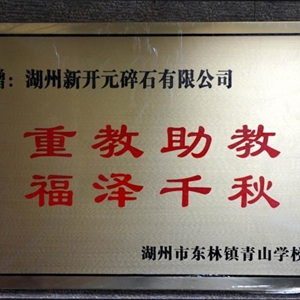 赠：湖州新开元碎石有限公司
重教助教
福泽千秋
湖州市东林镇青山学校